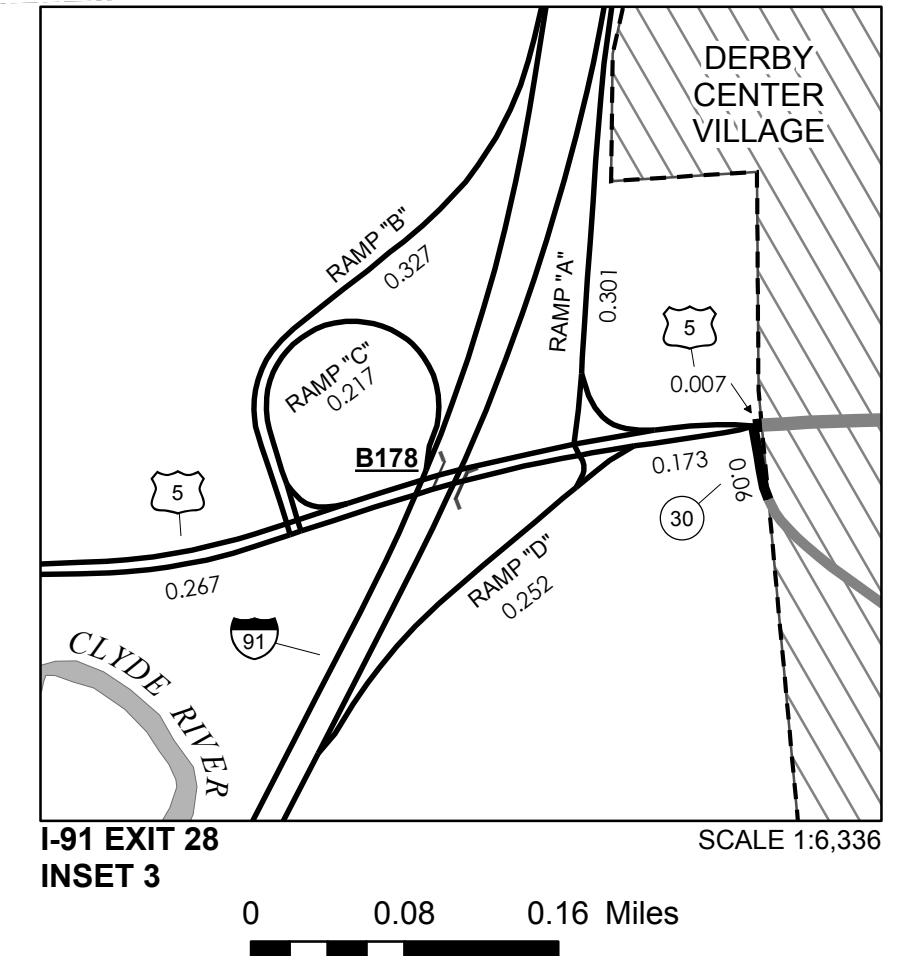 DERBY
CENTER
VILLAGE
RAMP "B"
0.327
RAMP "A"
0.301
5
0.007
RAMP "C"
0.217
B178
5
0.173
0.06
30
0.267
RAMP "D"
0.252
91
CLYDE RIVER
I-91 EXIT 28
SCALE 1:6,336
INSET 3
0 0.08 0.16 Miles